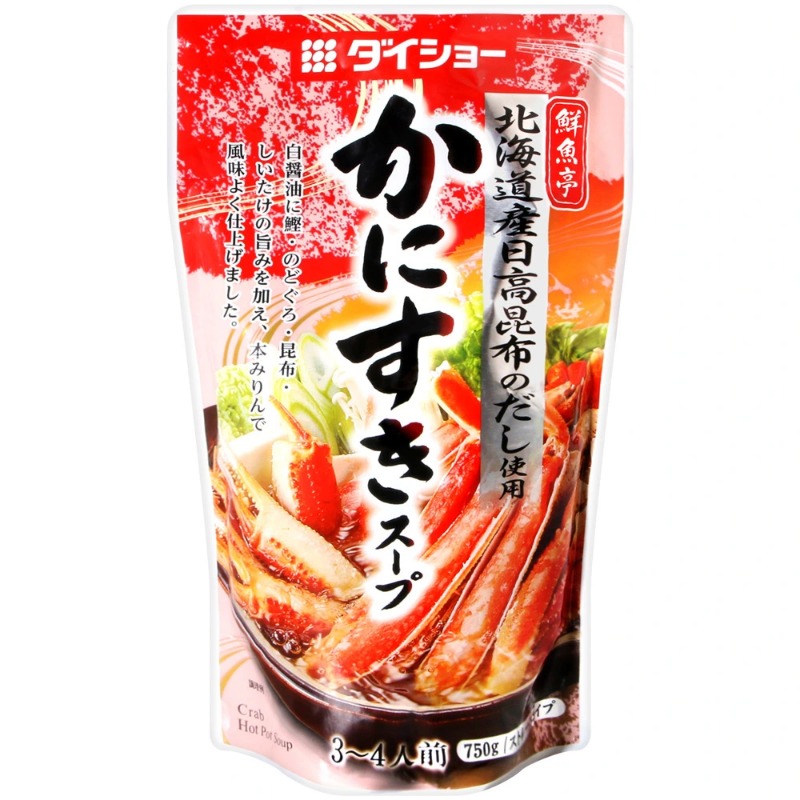 ダイショー
鮮魚亭
北海道産日高昆布のだし使用
かにすきスープ
白醤油に鰹・のどぐろ・昆布・
しいたけの旨みを加え、本みりんで
風味よく仕上げました。
調理例
Crab
Hot Pot Soup
3〜4人前
750g